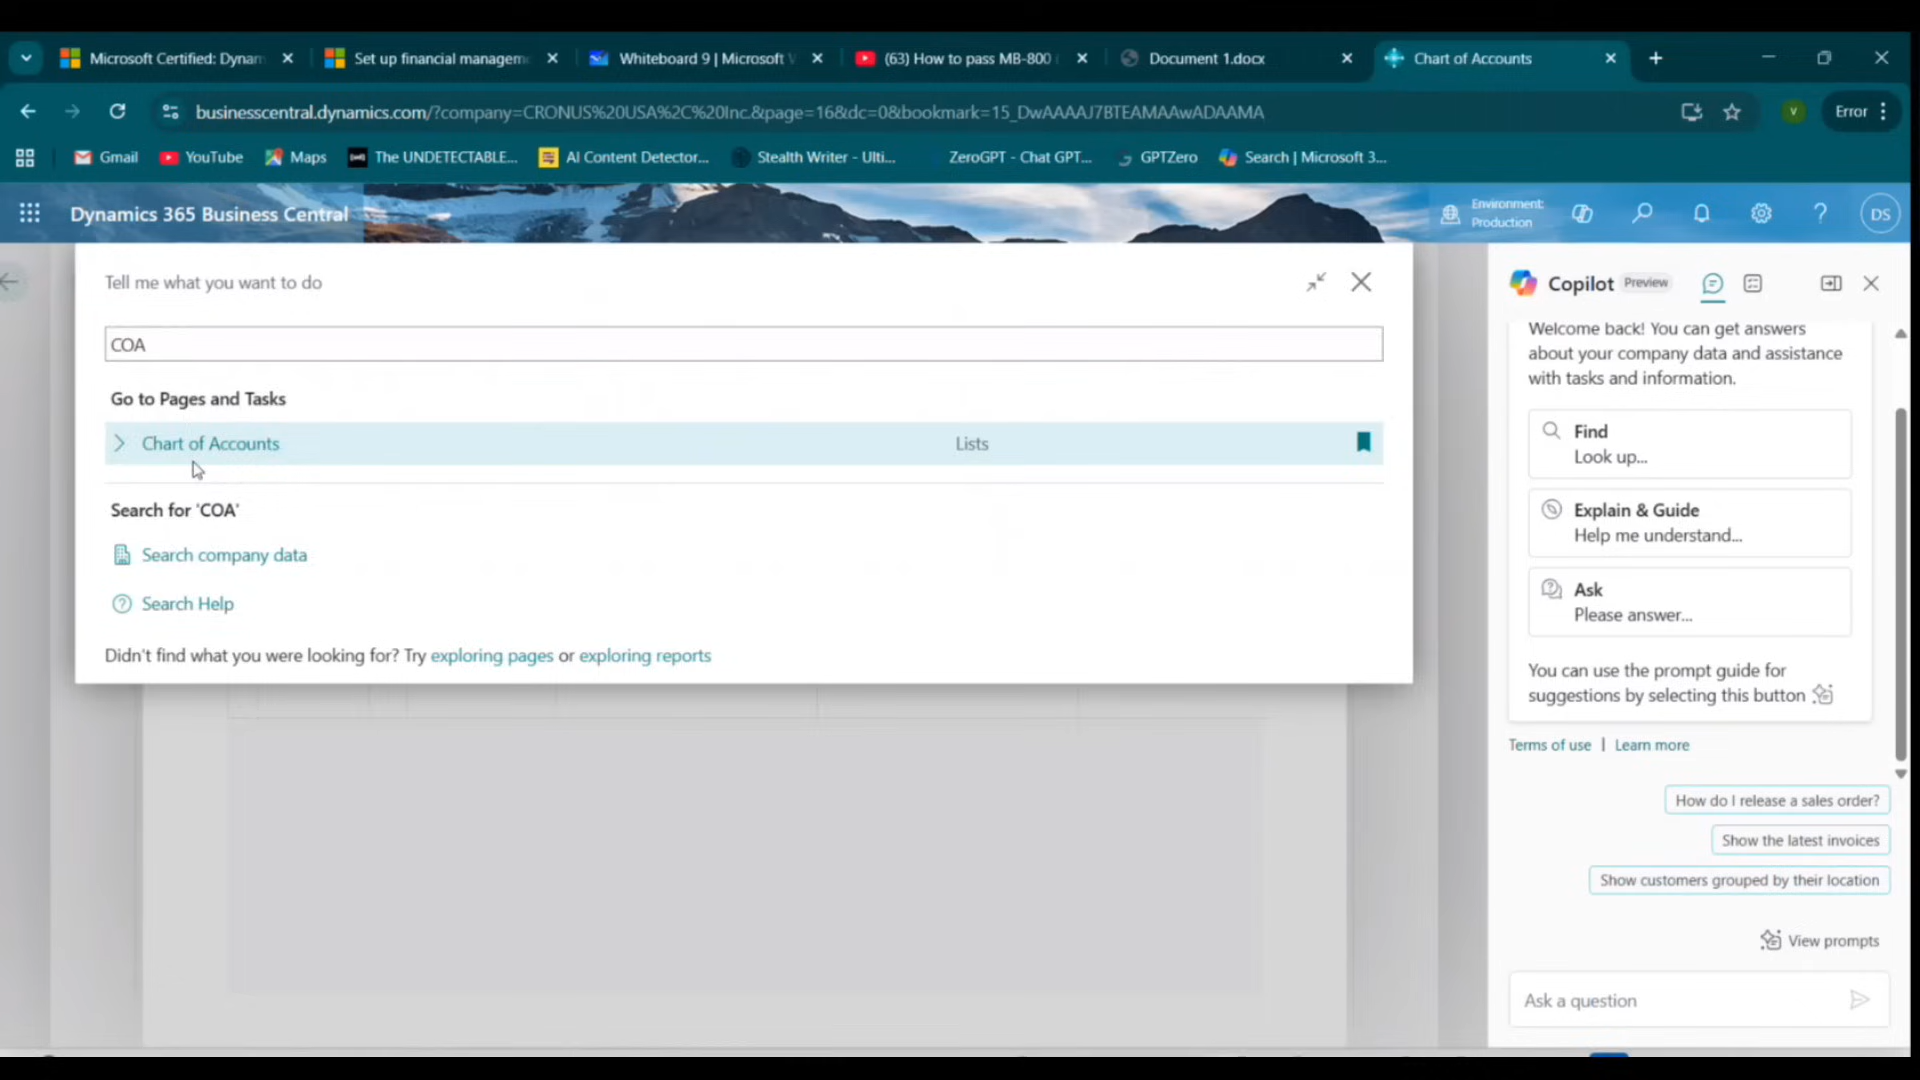 Microsoft Certified: Dynam
Set up financial managem
Whiteboard 9 | Microsoft V
(63) How to pass MB-800
Document 1.docx
Chart of Accounts
businesscentral.dynamics.com/?company=CRONUS%20USA%2C%20Inc.&page=16&dc=0&bookmark=15_DwAAAAJ7BTEAMAAwADAAMA
V
Error
Gmail
YouTube
Maps
The UNDETECTABLE...
AI Content Detector...
Stealth Writer - Ulti...
ZeroGPT - Chat GPT...
GPTZero
Search | Microsoft 3...
Dynamics 365 Business Central
Environment:
Production
DS
Tell me what you want to do
COA
Go to Pages and Tasks
Chart of Accounts
Lists
Search for 'COA'
Search company data
Search Help
Didn't find what you were looking for? Try exploring pages or exploring reports
Copilot Preview
Welcome back! You can get answers
about your company data and assistance
with tasks and information.
Find
Look up...
Explain & Guide
Help me understand...
Ask
Please answer...
You can use the prompt guide for
suggestions by selecting this button
Terms of use | Learn more
How do I release a sales order?
Show the latest invoices
Show customers grouped by their location
View prompts
Ask a question